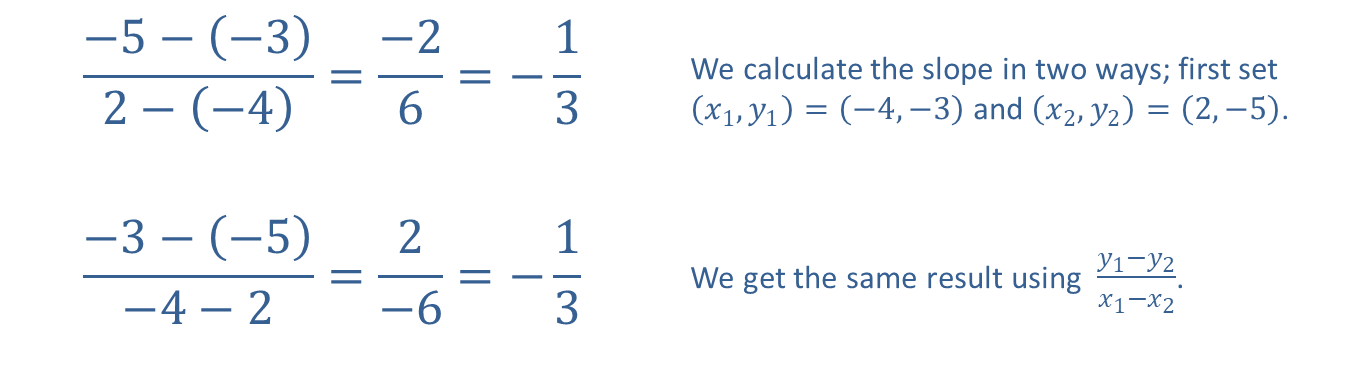 −5 − (−3) / 2 − (−4) = −2 / 6 = − 1 / 3
We calculate the slope in two ways; first set
(x₁, y₁) = (−4, −3) and (x₂, y₂) = (2, −5).
−3 − (−5) / −4 − 2 = 2 / −6 = − 1 / 3
We get the same result using y₁−y₂ / x₁−x₂.